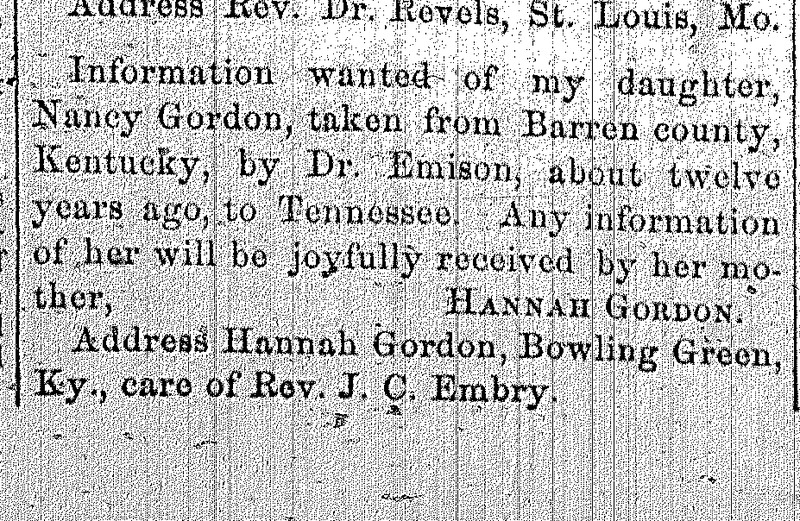 Address Rev. Dr. Revels, St. Louis, Mo.
Information wanted of my daughter,
Nancy Gordon, taken from Barren county,
Kentucky, by Dr. Emison, about twelve
years ago, to Tennessee. Any information
of her will be joyfully received by her mo-
ther, HANNAH GORDON.
Address Hannah Gordon, Bowling Green,
Ky., care of Rev. J. C. Embry.